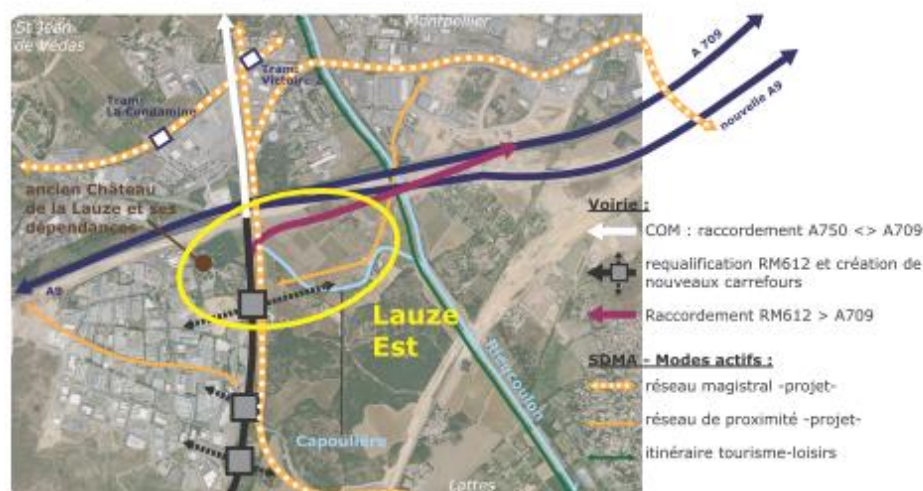 St Jean
de Védas
Montpellier
A 709
nouvelle A9
Tram:
Victoire
Tram:
La Condamine
ancien Château
de la Lauze et ses
dépendances
A9
Lauze
Est
Rieucoulon
Capoulière
Lattes
Voirie :
COM : raccordement A750 <> A709
requalification RM612 et création de
nouveaux carrefours
Raccordement RM612 > A709
SDMA - Modes actifs :
réseau magistral -projet-
réseau de proximité -projet-
itinéraire tourisme-loisirs